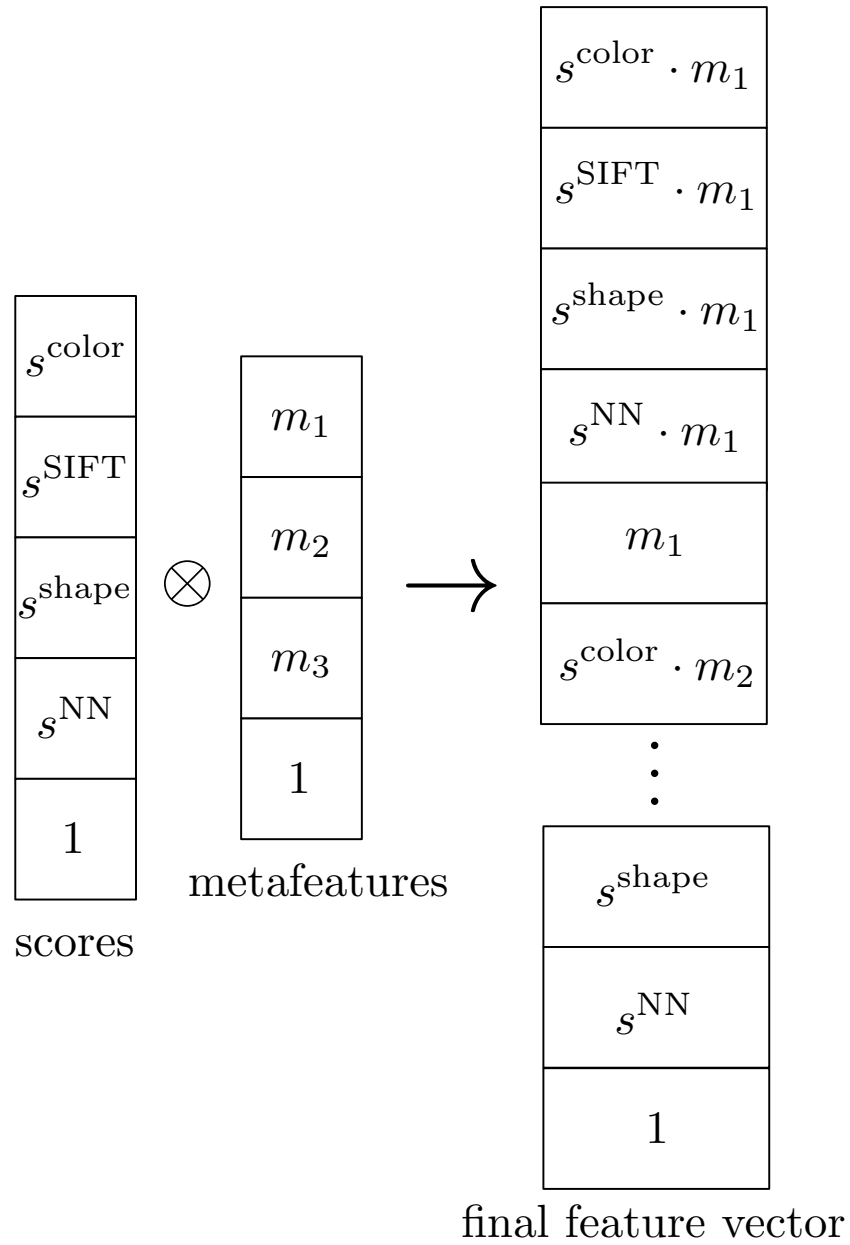 s^color
s^SIFT
s^shape
s^NN
1
scores
⊗
m_1
m_2
m_3
1
metafeatures
→
s^color · m_1
s^SIFT · m_1
s^shape · m_1
s^NN · m_1
m_1
s^color · m_2
⋮
s^shape
s^NN
1
final feature vector